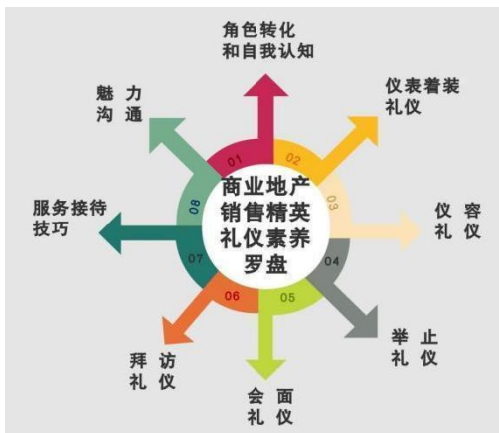 角色转化
和自我认知
仪表着装
礼仪
仪容
礼仪
举止
礼仪
会面
礼仪
拜访
礼仪
服务接待
技巧
魅力
沟通
01
02
03
04
05
06
07
08
商业地产
销售精英
礼仪素养
罗盘